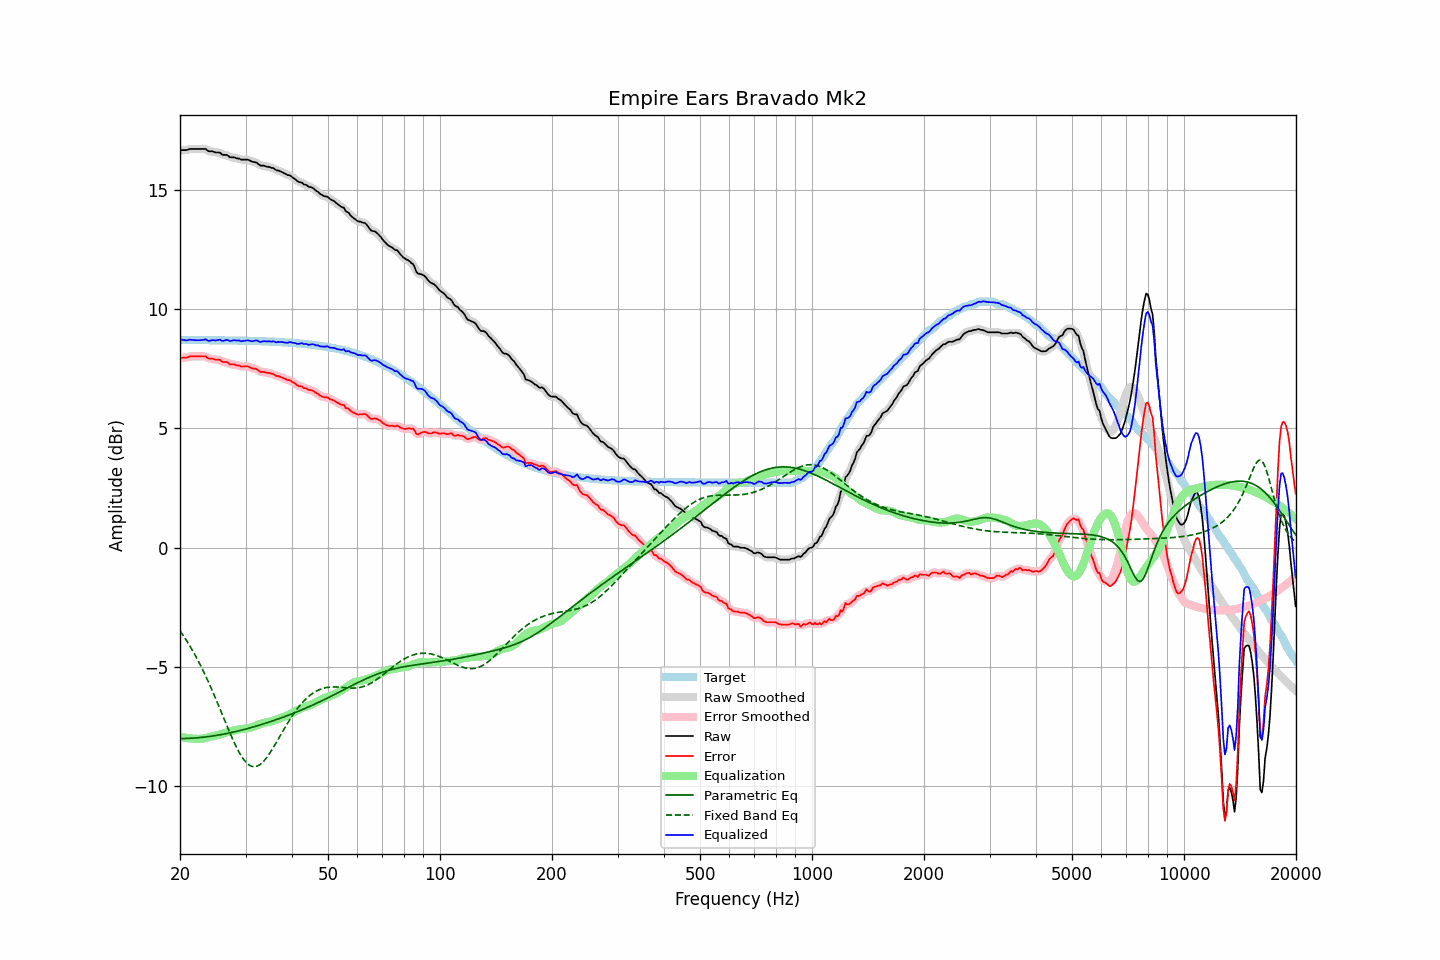 Empire Ears Bravado Mk2
Amplitude (dBr)
15
10
5
0
−5
−10
Target
Raw Smoothed
Error Smoothed
Raw
Error
Equalization
Parametric Eq
Fixed Band Eq
Equalized
20
50
100
200
500
1000
2000
5000
10000
20000
Frequency (Hz)